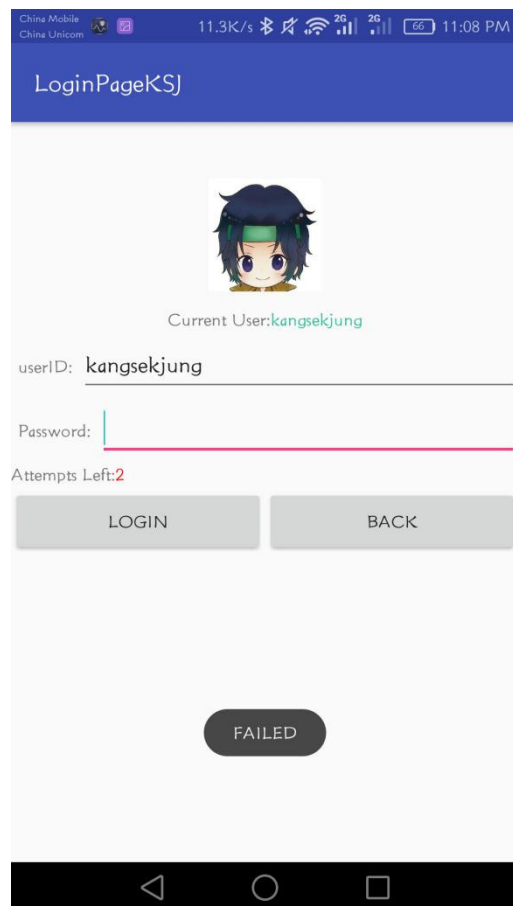 China Mobile
China Unicom
11.3K/s 2G 2G 66 11:08 PM
LoginPageKSJ
Current User:kangsekjung
userID: kangsekjung
Password:
Attempts Left:2
LOGIN BACK
FAILED